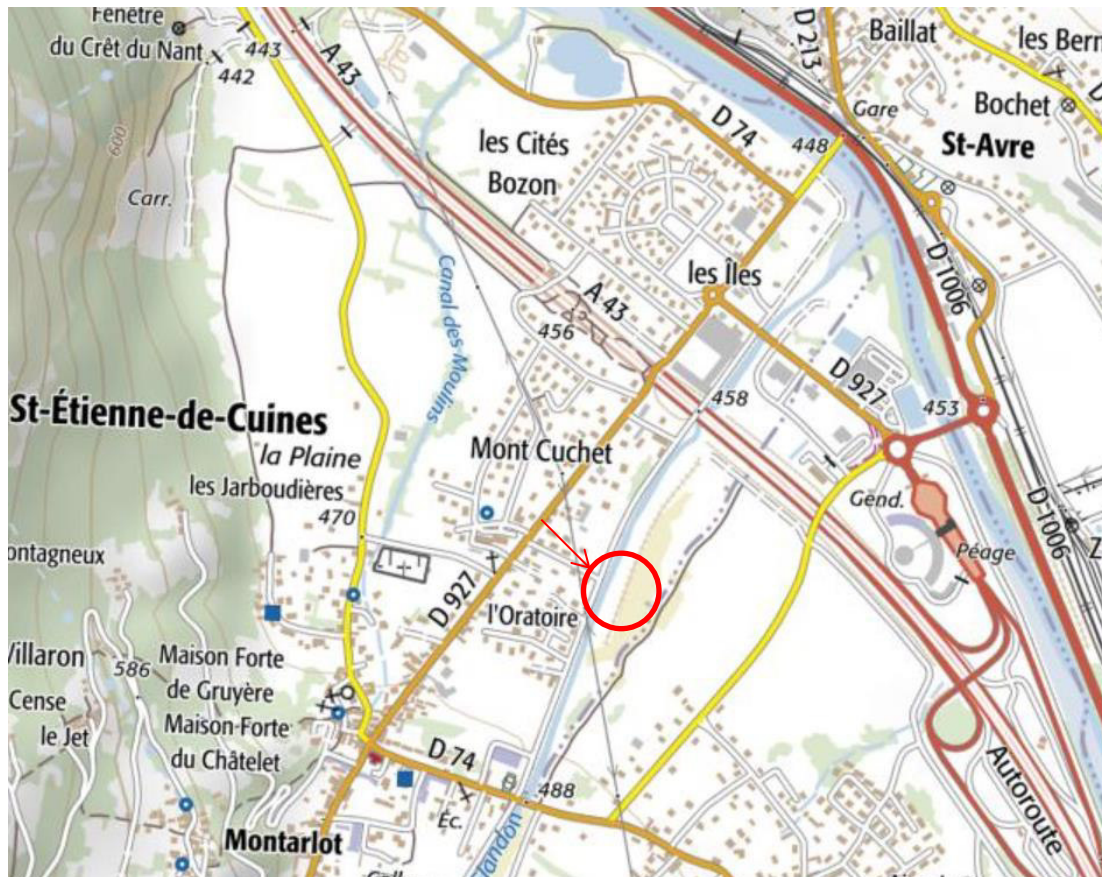 Fenêtre
du Crêt du Nant
443
442
A 43
D 213
Baillat
les Bern
Bochet
Gare
St-Avre
D 74
448
les Cités
Bozon
600
Carr.
Canal des Moulins
les Îles
A 43
456
D 1006
458
D 927
453
St-Étienne-de-Cuines
la Plaine
les Jarboudières
470
Mont Cuchet
Gend.
Péage
D 1006
ontagneux
D 927
l'Oratoire
Villaron
586
Maison Forte
de Gruyère
Cense
le Jet
Maison-Forte
du Châtelet
D 74
488
Éc.
Montarlot
Glandon
Autoroute